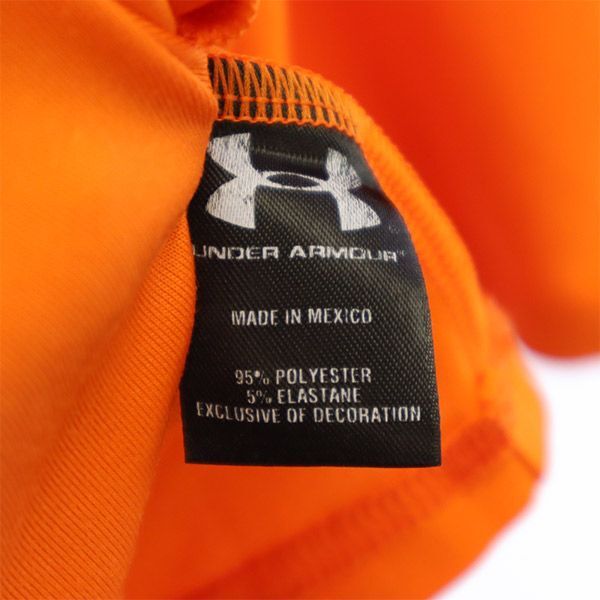 UNDER ARMOUR
MADE IN MEXICO
95% POLYESTER
5% ELASTANE
EXCLUSIVE OF DECORATION